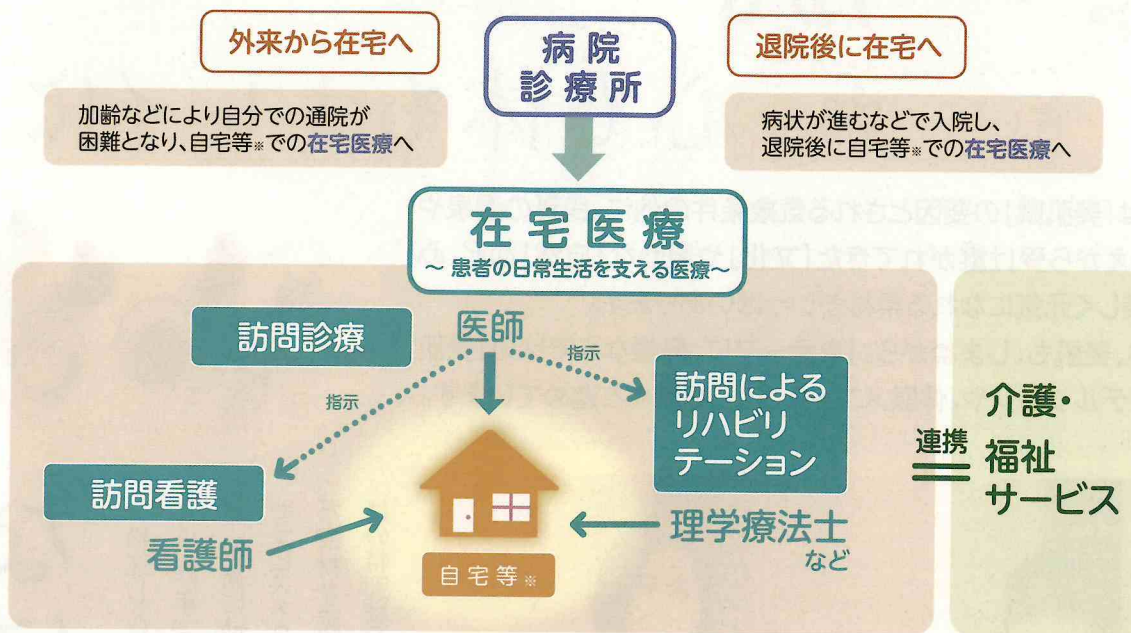 外来から在宅へ
病院
診療所
退院後に在宅へ
加齢などにより自分での通院が
困難となり、自宅等※での在宅医療へ
病状が進むなどで入院し、
退院後に自宅等※での在宅医療へ
在宅医療
～ 患者の日常生活を支える医療～
訪問診療
医師
指示
指示
訪問による
リハビリ
テーション
訪問看護
看護師
理学療法士
など
自宅等※
連携
介護・
福祉
サービス